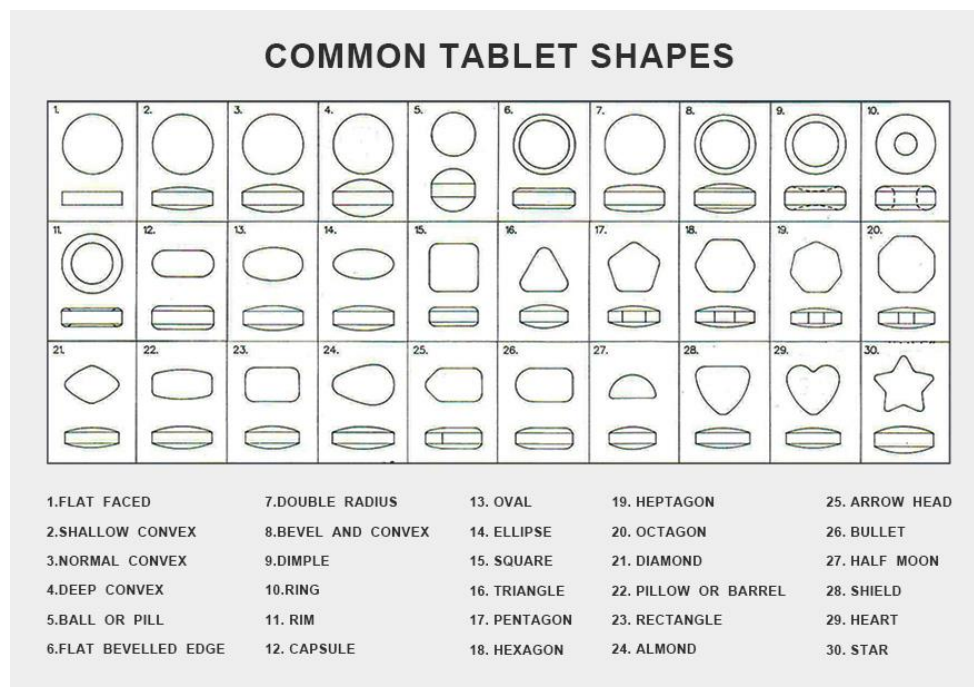 COMMON TABLET SHAPES
1. 2. 3. 4. 5. 6. 7. 8. 9. 10.
11. 12. 13. 14. 15. 16. 17. 18. 19. 20.
21. 22. 23. 24. 25. 26. 27. 28. 29. 30.
1.FLAT FACED
2.SHALLOW CONVEX
3.NORMAL CONVEX
4.DEEP CONVEX
5.BALL OR PILL
6.FLAT BEVELLED EDGE
7.DOUBLE RADIUS
8.BEVEL AND CONVEX
9.DIMPLE
10.RING
11. RIM
12. CAPSULE
13. OVAL
14. ELLIPSE
15. SQUARE
16. TRIANGLE
17. PENTAGON
18. HEXAGON
19. HEPTAGON
20. OCTAGON
21. DIAMOND
22. PILLOW OR BARREL
23. RECTANGLE
24. ALMOND
25. ARROW HEAD
26. BULLET
27. HALF MOON
28. SHIELD
29. HEART
30. STAR